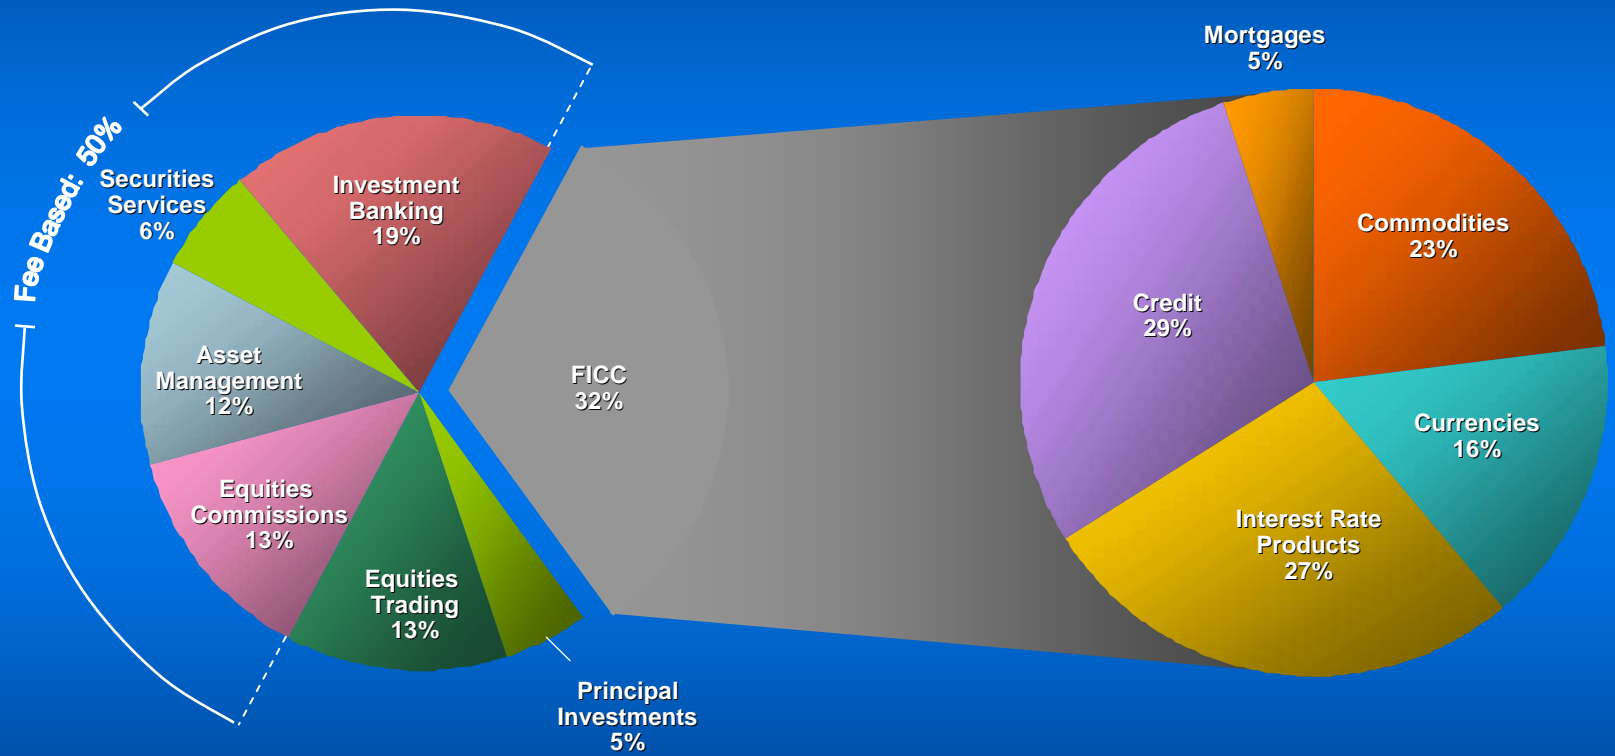 Fee Based: 50%
Securities
Services
6%
Investment
Banking
19%
Asset
Management
12%
Equities
Commissions
13%
Equities
Trading
13%
Principal
Investments
5%
FICC
32%
Mortgages
5%
Commodities
23%
Credit
29%
Currencies
16%
Interest Rate
Products
27%